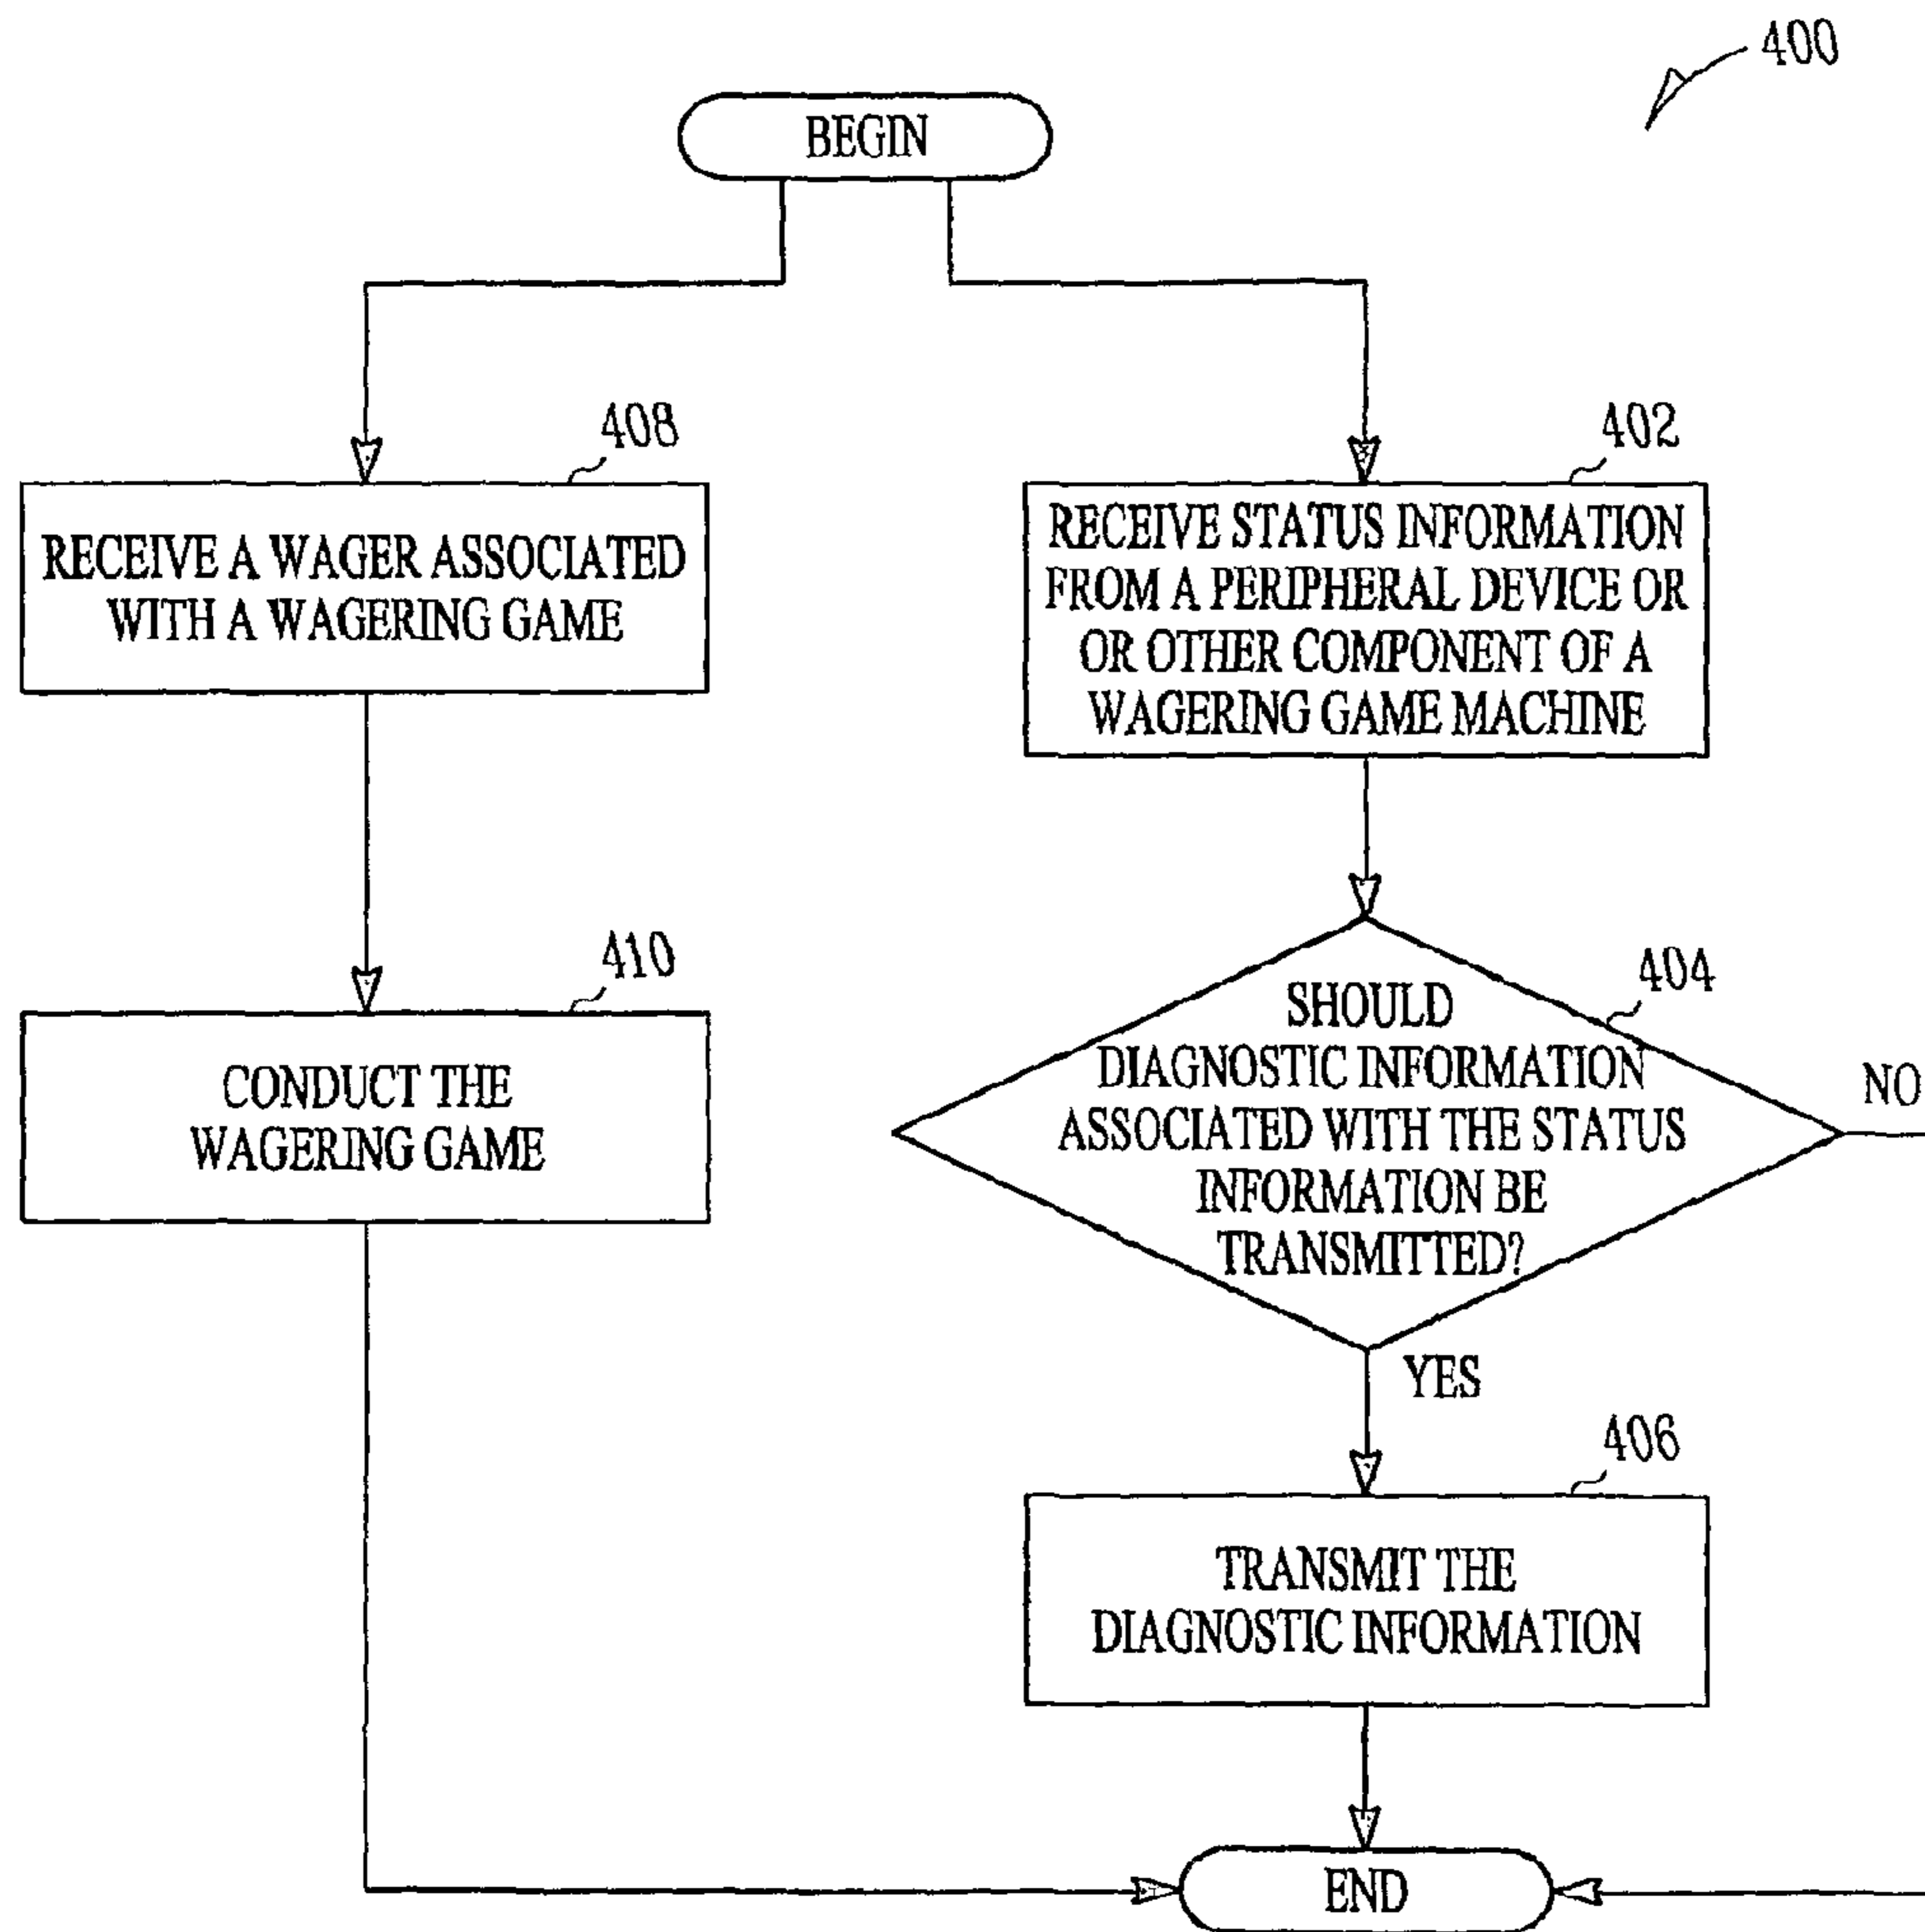 400
BEGIN
408
RECEIVE A WAGER ASSOCIATED
WITH A WAGERING GAME
402
RECEIVE STATUS INFORMATION
FROM A PERIPHERAL DEVICE OR
OR OTHER COMPONENT OF A
WAGERING GAME MACHINE
410
CONDUCT THE
WAGERING GAME
404
SHOULD
DIAGNOSTIC INFORMATION
ASSOCIATED WITH THE STATUS
INFORMATION BE
TRANSMITTED?
NO
YES
406
TRANSMIT THE
DIAGNOSTIC INFORMATION
END